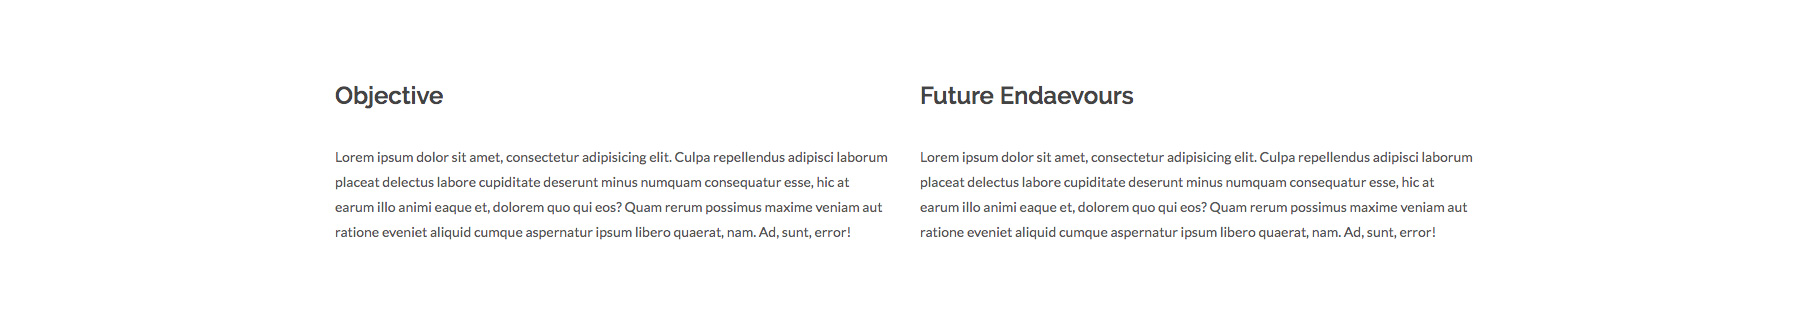 Objective
Lorem ipsum dolor sit amet, consectetur adipisicing elit. Culpa repellendus adipisci laborum
placeat delectus labore cupiditate deserunt minus numquam consequatur esse, hic at
earum illo animi eaque et, dolorem quo qui eos? Quam rerum possimus maxime veniam aut
ratione eveniet aliquid cumque aspernatur ipsum libero quaerat, nam. Ad, sunt, error!
Future Endaevours
Lorem ipsum dolor sit amet, consectetur adipisicing elit. Culpa repellendus adipisci laborum
placeat delectus labore cupiditate deserunt minus numquam consequatur esse, hic at
earum illo animi eaque et, dolorem quo qui eos? Quam rerum possimus maxime veniam aut
ratione eveniet aliquid cumque aspernatur ipsum libero quaerat, nam. Ad, sunt, error!